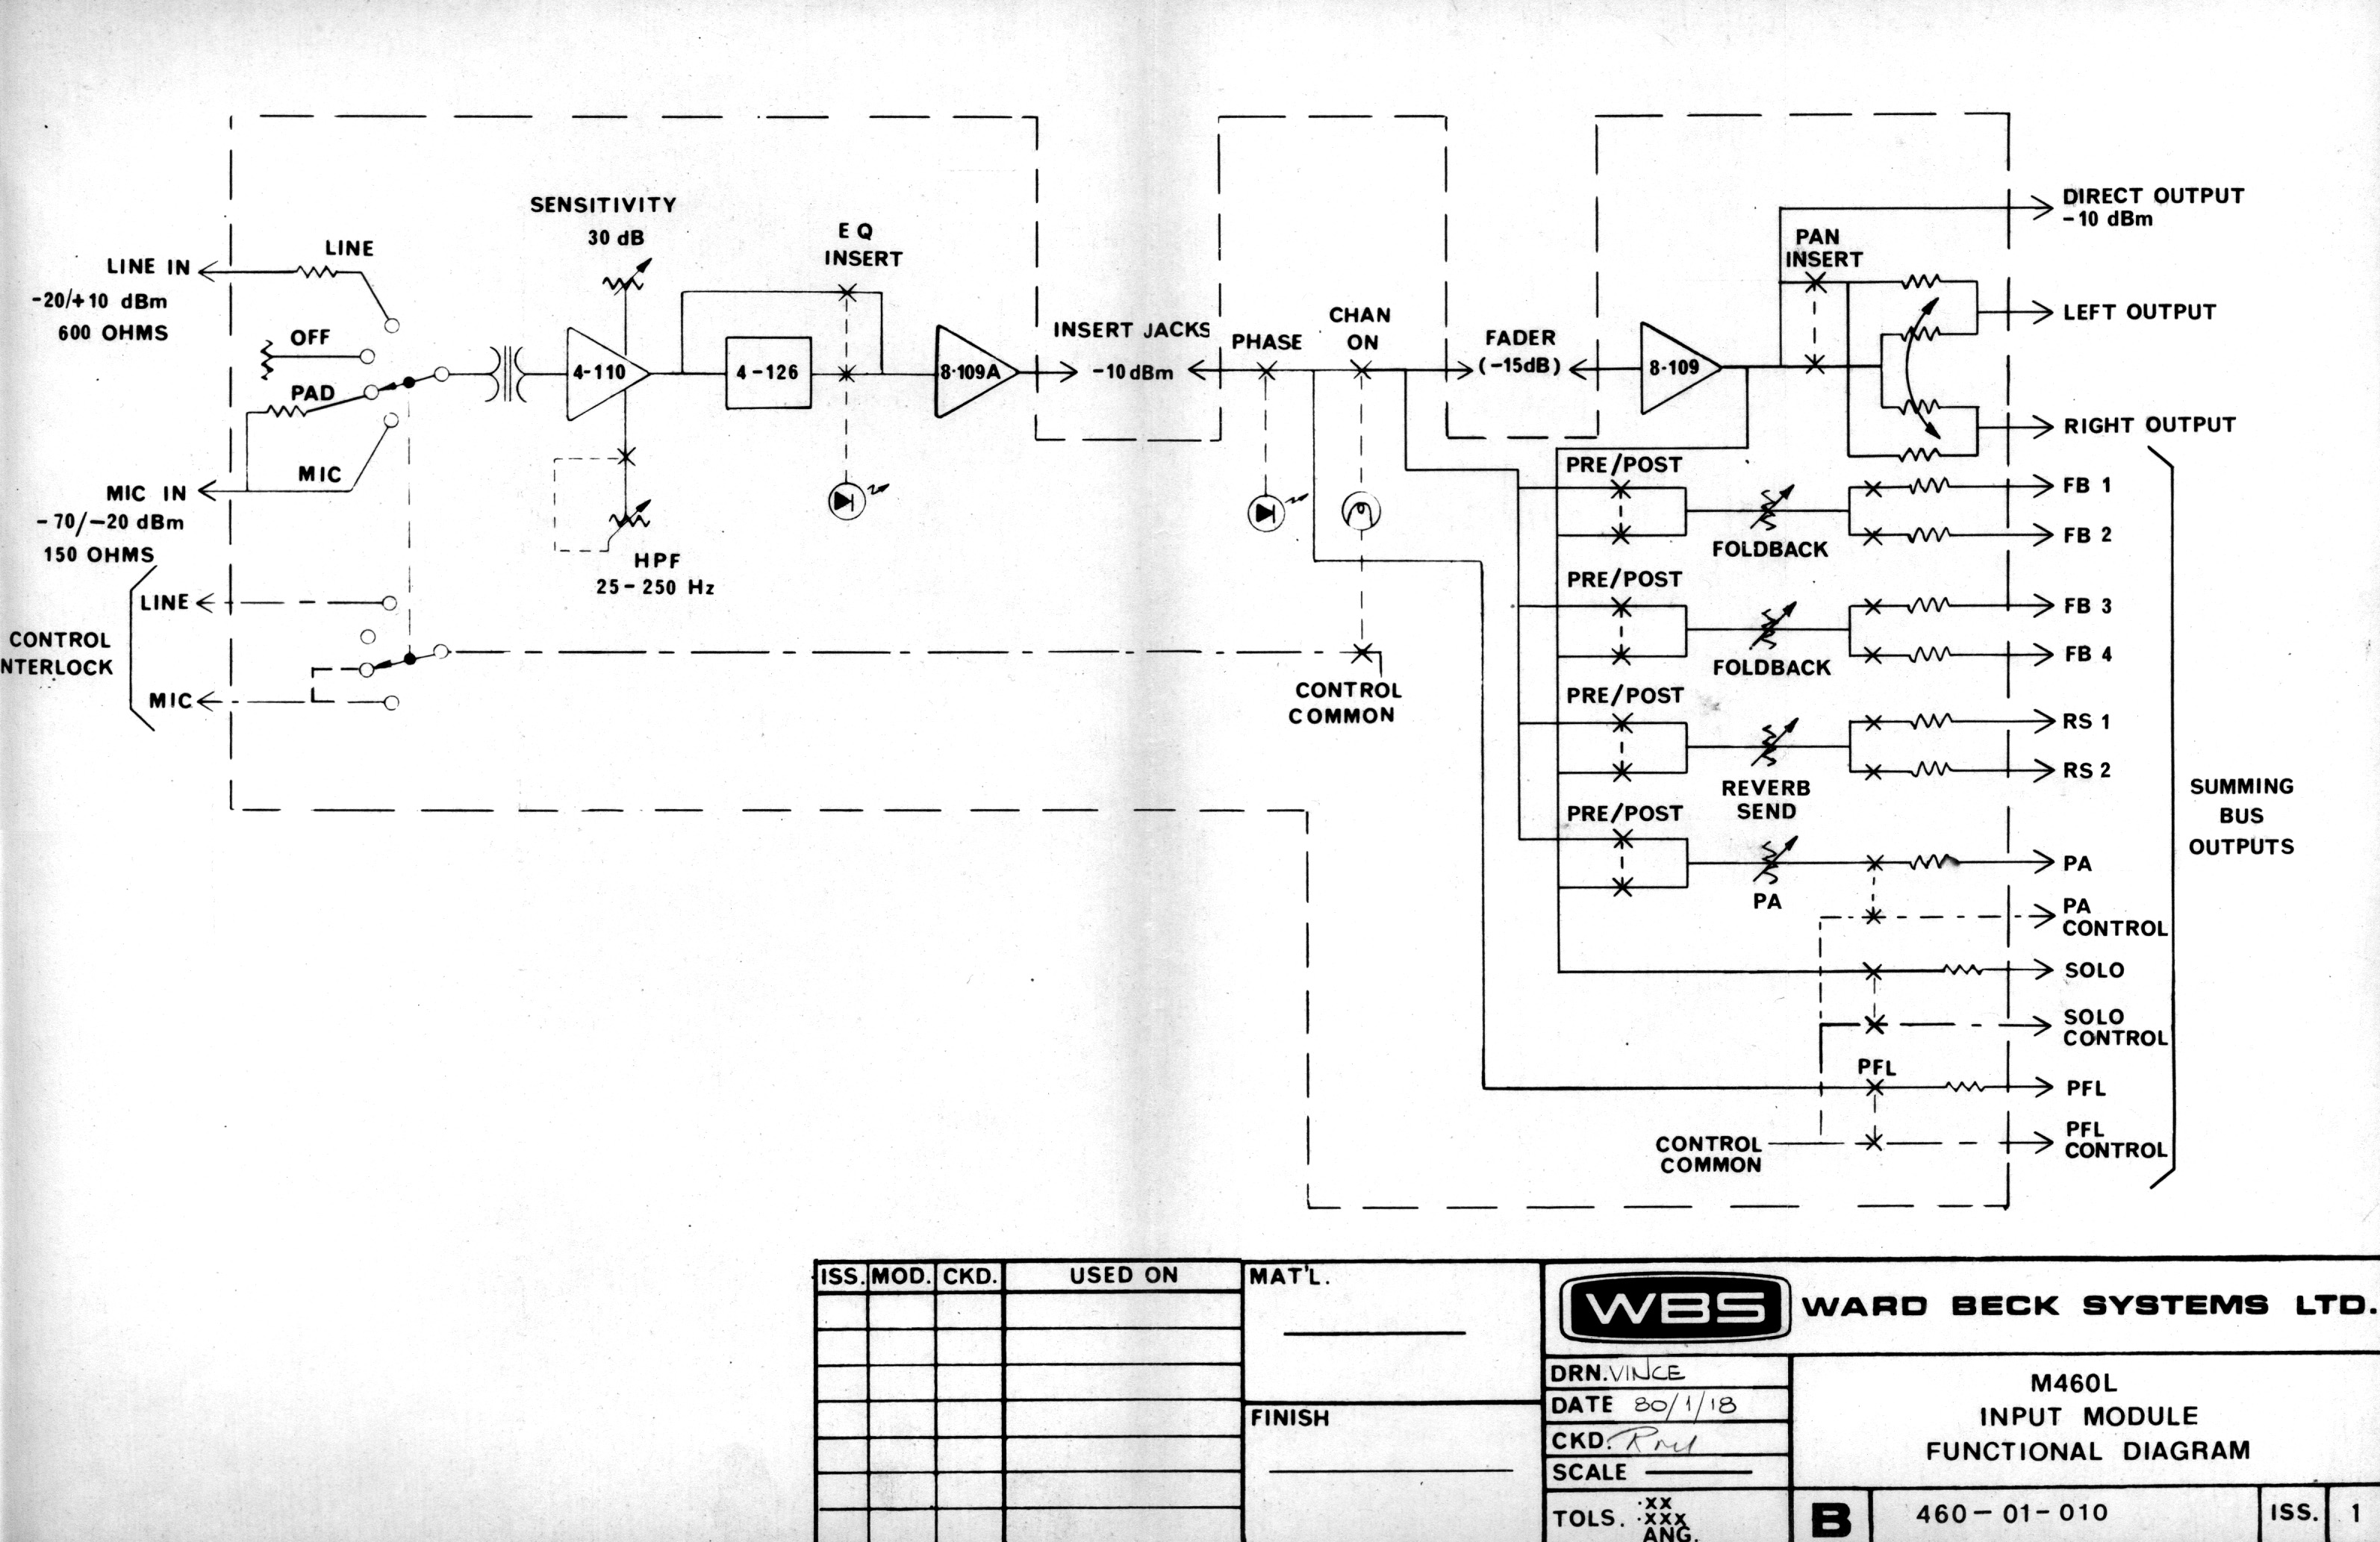 SENSITIVITY
30 dB
LINE
LINE IN
-20/+10 dBm
600 OHMS
OFF
PAD
MIC
MIC IN
-70/-20 dBm
150 OHMS
LINE
CONTROL
NTERLOCK
MIC
4-110
HPF
25-250 Hz
4-126
EQ
INSERT
8-109A
INSERT JACKS
-10 dBm
PHASE
CHAN
ON
CONTROL
COMMON
FADER
(-15dB)
8-109
PAN
INSERT
DIRECT OUTPUT
-10 dBm
LEFT OUTPUT
RIGHT OUTPUT
PRE/POST
FOLDBACK
FB 1
FB 2
PRE/POST
FOLDBACK
FB 3
FB 4
PRE/POST
REVERB
SEND
RS 1
RS 2
PRE/POST
PA
PA
PA
CONTROL
SOLO
SOLO
CONTROL
PFL
PFL
PFL
CONTROL
CONTROL
COMMON
SUMMING
BUS
OUTPUTS
ISS. MOD. CKD. USED ON
MAT'L.
FINISH
WBS WARD BECK SYSTEMS LTD.
DRN. VINCE
DATE 80/1/18
CKD.
SCALE
TOLS. .XX
.XXX
ANG.
M460L
INPUT MODULE
FUNCTIONAL DIAGRAM
B 460-01-010 ISS. 1